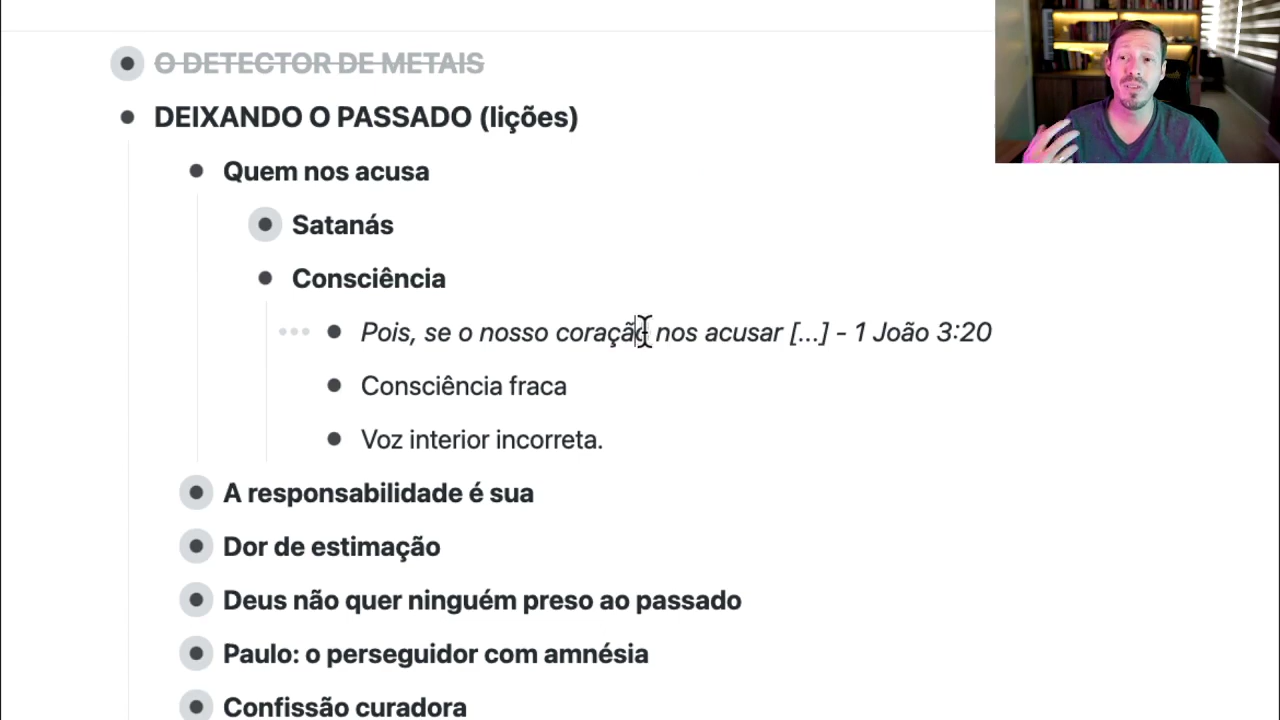 O DETECTOR DE METAIS
DEIXANDO O PASSADO (lições)
Quem nos acusa
Satanás
Consciência
Pois, se o nosso coração nos acusar [...] - 1 João 3:20
Consciência fraca
Voz interior incorreta.
A responsabilidade é sua
Dor de estimação
Deus não quer ninguém preso ao passado
Paulo: o perseguidor com amnésia
Confissão curadora